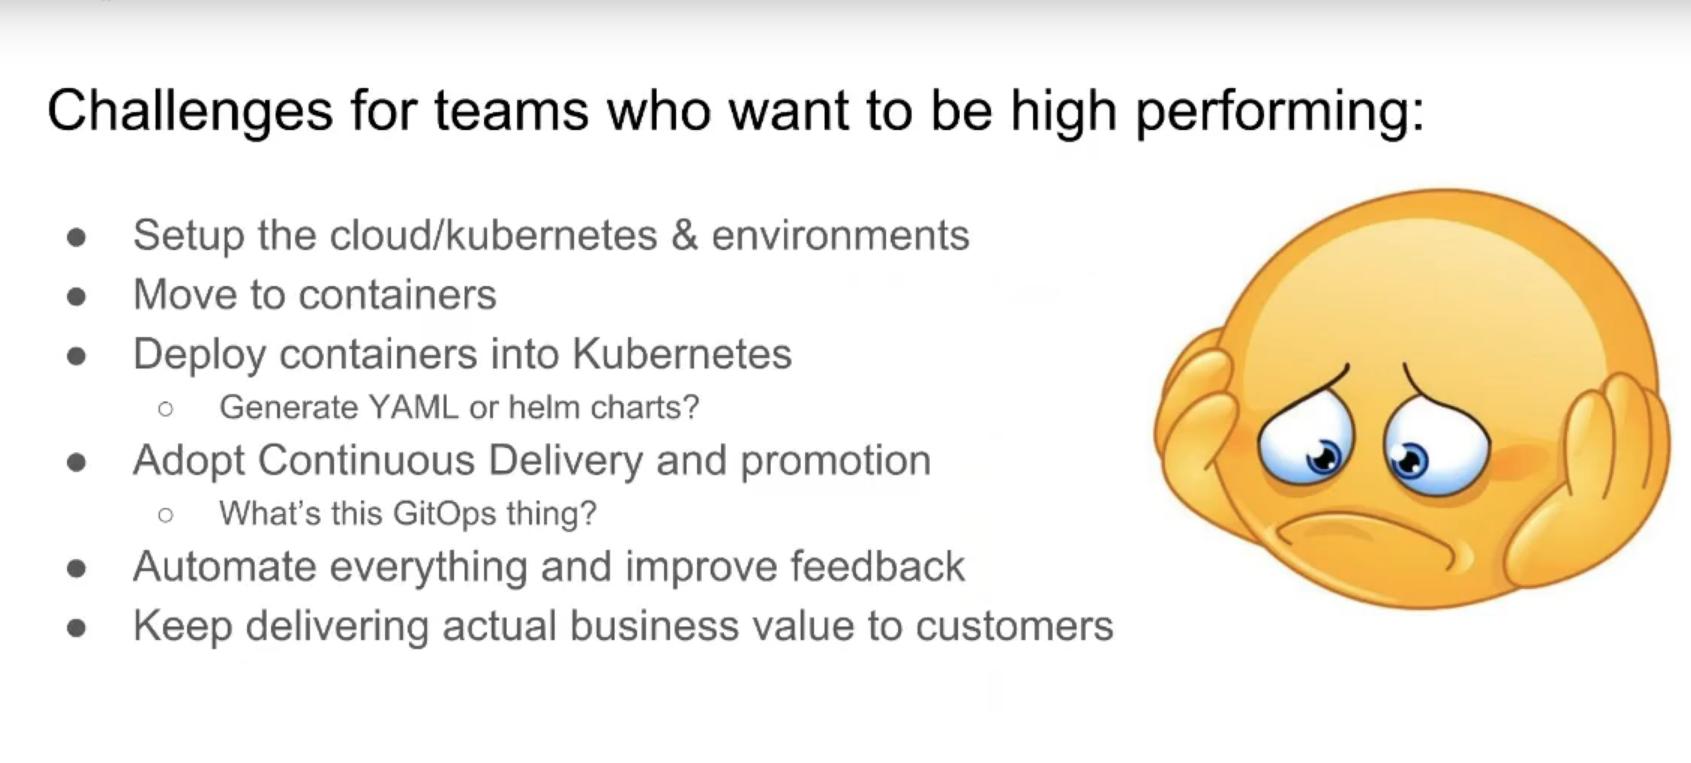 Challenges for teams who want to be high performing:
● Setup the cloud/kubernetes & environments
● Move to containers
● Deploy containers into Kubernetes
○ Generate YAML or helm charts?
● Adopt Continuous Delivery and promotion
○ What’s this GitOps thing?
● Automate everything and improve feedback
● Keep delivering actual business value to customers